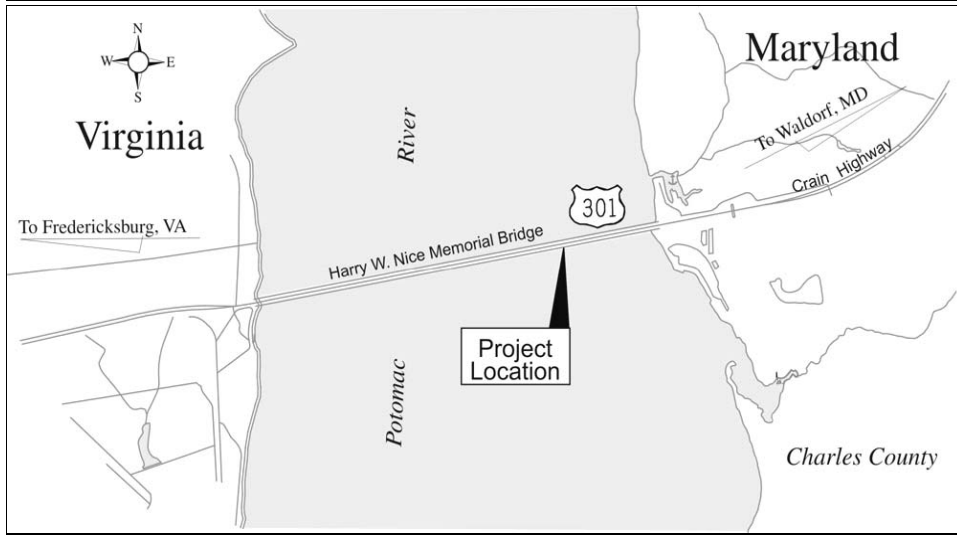 N
W
E
S
Virginia
Maryland
River
To Waldorf, MD
Crain Highway
301
To Fredericksburg, VA
Harry W. Nice Memorial Bridge
Project
Location
Potomac
Charles County